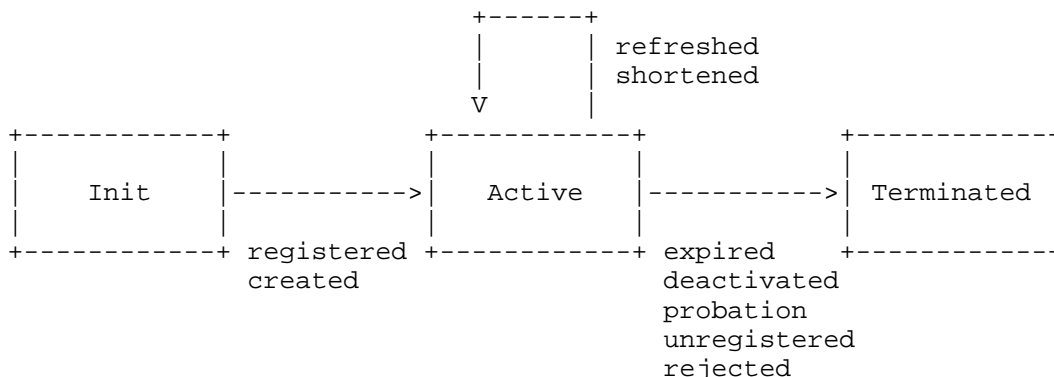 refreshed
shortened
Init
Active
Terminated
registered
created
expired
deactivated
probation
unregistered
rejected